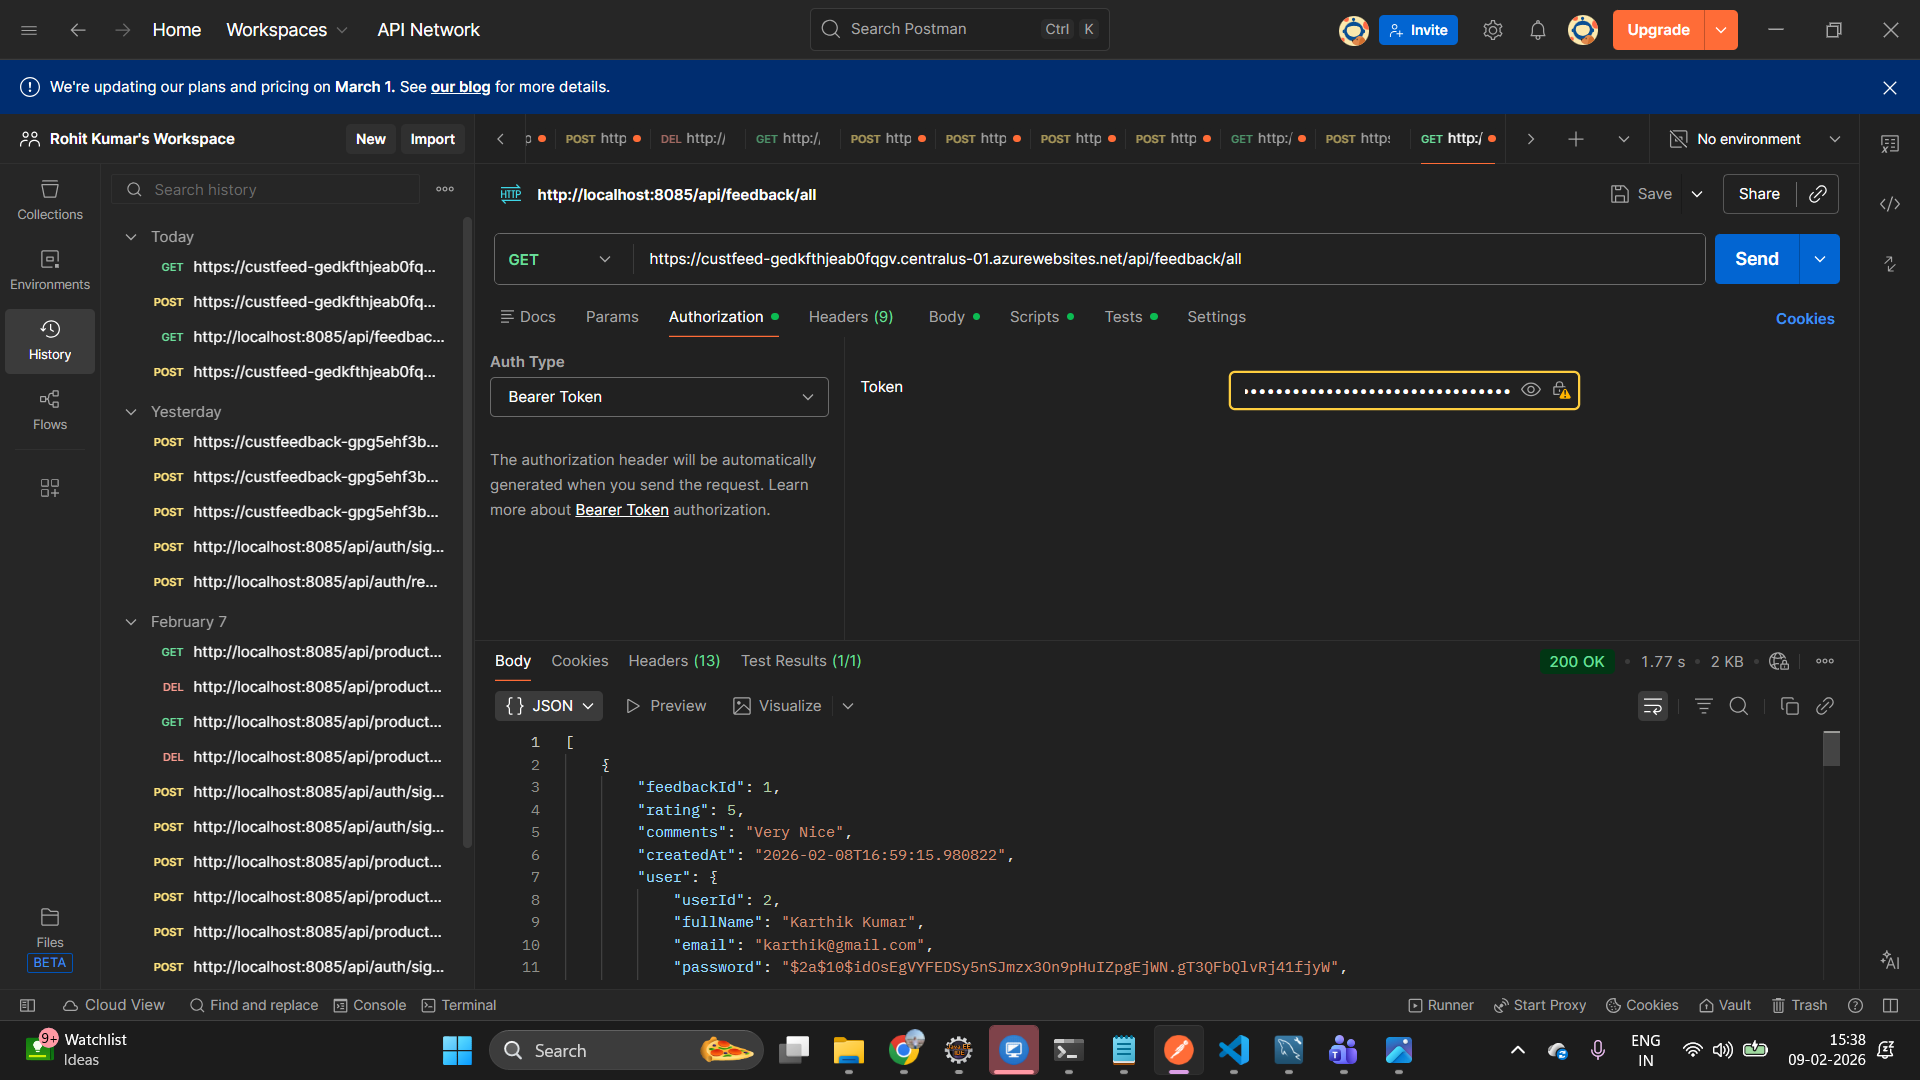 Home
Workspaces
API Network
Search Postman
Ctrl K
Invite
Upgrade
We're updating our plans and pricing on March 1. See our blog for more details.
Rohit Kumar's Workspace
New
Import
POST http
DEL http://
GET http:/
POST http
POST http
POST http
POST http
GET http:/
POST https
GET http:/
No environment
Search history
http://localhost:8085/api/feedback/all
Save
Share
Collections
Environments
History
Flows
Files
BETA
Today
GET https://custfeed-gedkfthjeab0fq...
POST https://custfeed-gedkfthjeab0fq...
GET http://localhost:8085/api/feedbac...
POST https://custfeed-gedkfthjeab0fq...
Yesterday
POST https://custfeedback-gpg5ehf3b...
POST https://custfeedback-gpg5ehf3b...
POST https://custfeedback-gpg5ehf3b...
POST http://localhost:8085/api/auth/sig...
POST http://localhost:8085/api/auth/re...
February 7
GET http://localhost:8085/api/product...
DEL http://localhost:8085/api/product...
GET http://localhost:8085/api/product...
DEL http://localhost:8085/api/product...
POST http://localhost:8085/api/auth/sig...
POST http://localhost:8085/api/auth/sig...
POST http://localhost:8085/api/product...
POST http://localhost:8085/api/product...
POST http://localhost:8085/api/product...
POST http://localhost:8085/api/auth/sig...
GET
https://custfeed-gedkfthjeab0fqgv.centralus-01.azurewebsites.net/api/feedback/all
Send
Docs
Params
Authorization
Headers (9)
Body
Scripts
Tests
Settings
Cookies
Auth Type
Bearer Token
The authorization header will be automatically
generated when you send the request. Learn
more about Bearer Token authorization.
Token
Body
Cookies
Headers (13)
Test Results (1/1)
200 OK
1.77 s
2 KB
{} JSON
Preview
Visualize
1 [
2 {
3 "feedbackId": 1,
4 "rating": 5,
5 "comments": "Very Nice",
6 "createdAt": "2026-02-08T16:59:15.980822",
7 "user": {
8 "userId": 2,
9 "fullName": "Karthik Kumar",
10 "email": "karthik@gmail.com",
11 "password": "$2a$10$idOsEgVYFEDSy5nSJmzx3On9pHuIZpgEjWN.gT3QFbQlvRj41fjyW",
Cloud View
Find and replace
Console
Terminal
Runner
Start Proxy
Cookies
Vault
Trash
9+
Watchlist
Ideas
Search
ENG
IN
15:38
09-02-2026